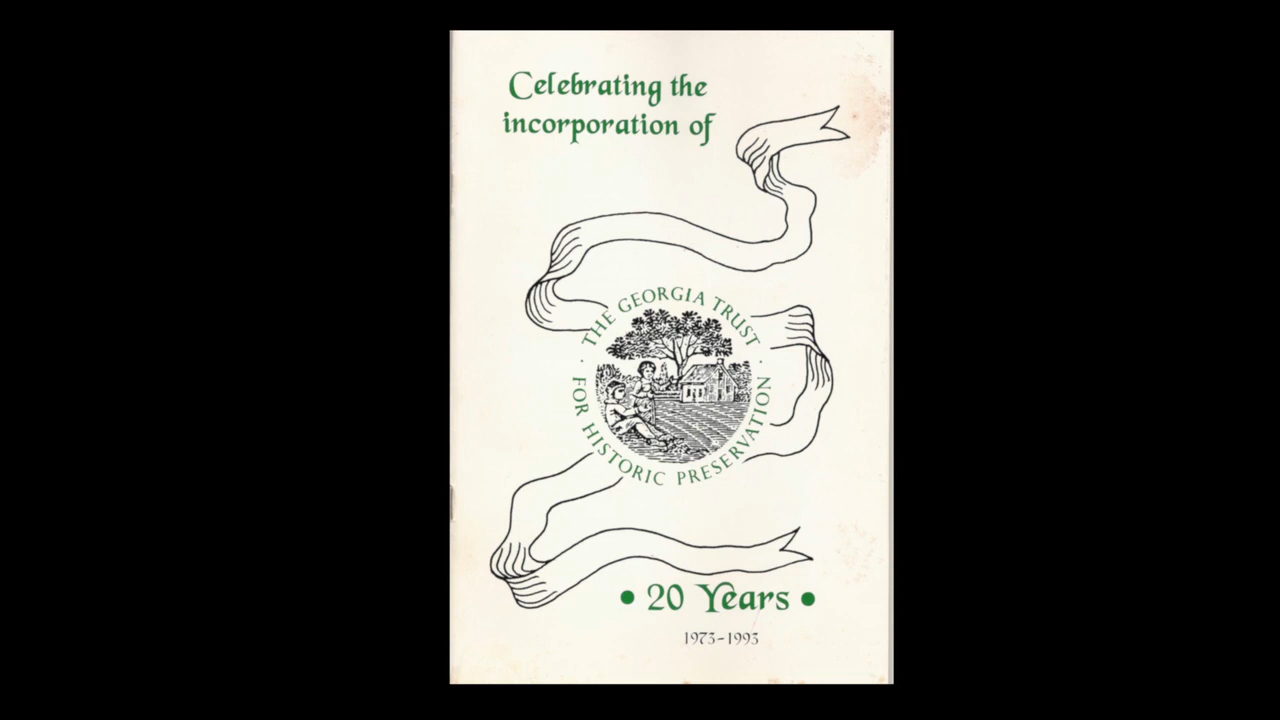 Celebrating the
incorporation of
THE GEORGIA TRUST
· FOR HISTORIC PRESERVATION ·
• 20 Years •
1973-1993